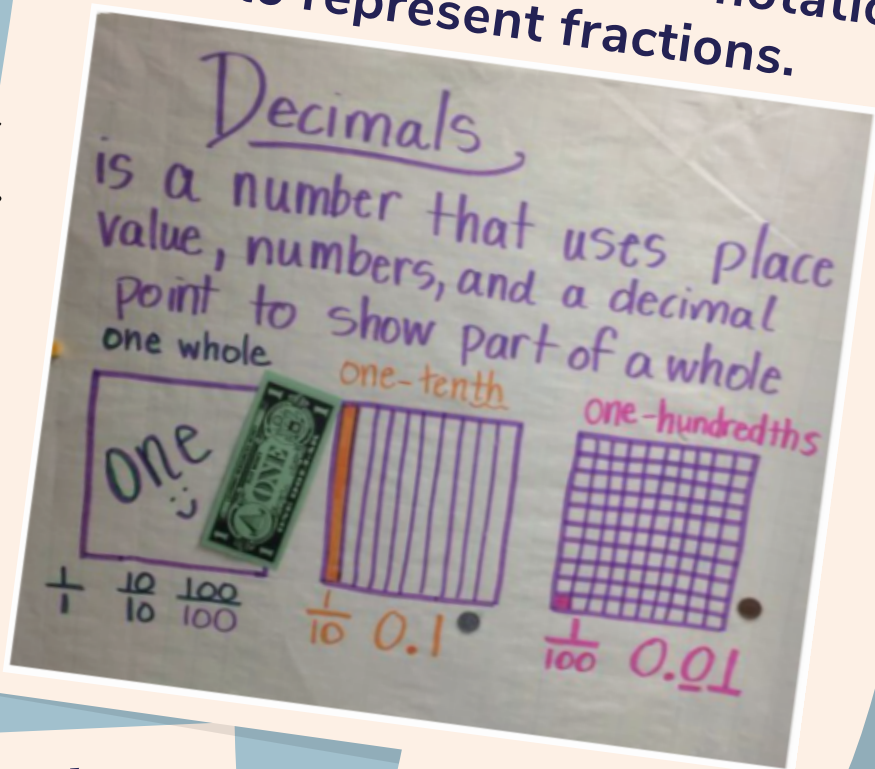 notatio
to represent fractions.
Decimals
is a number that uses place
value, numbers, and a decimal
point to show part of a whole
one whole
one-tenth
one-hundredths
One
ONE
1/1 10/10 100/100
1/10 0.1
1/100 0.01